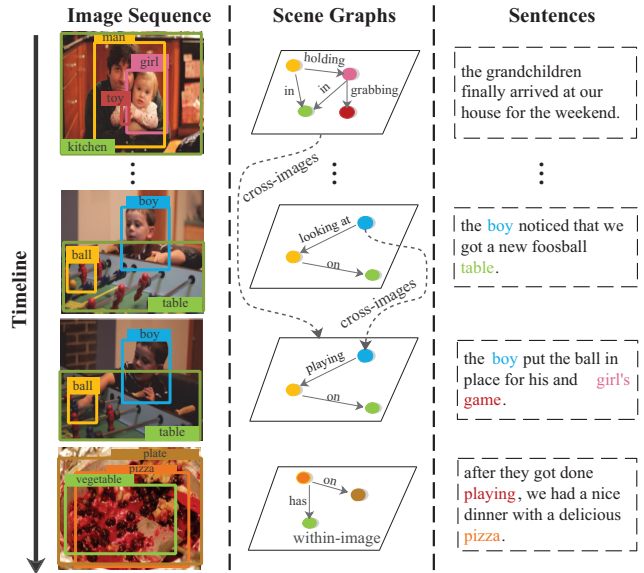 Image Sequence
Scene Graphs
Sentences
Timeline
man
girl
toy
kitchen
holding
in
in
grabbing
the grandchildren
finally arrived at our
house for the weekend.
cross-images
boy
ball
table
looking at
on
the boy noticed that we
got a new foosball
table.
cross-images
boy
ball
table
playing
on
the boy put the ball in
place for his and girl's
game.
plate
pizza
vegetable
on
has
within-image
after they got done
playying, we had a nice
dinner with a delicious
pizza.